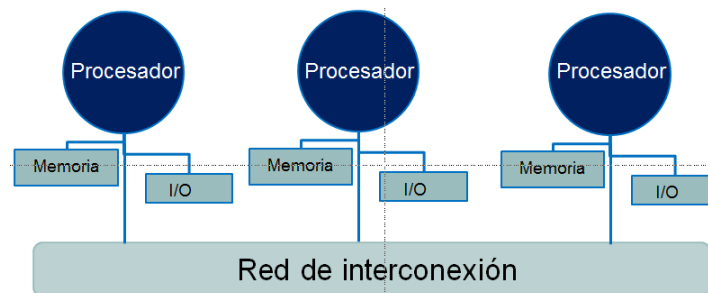 Procesador
Procesador
Procesador
Memoria
I/O
Memoria
I/O
Memoria
I/O
Red de interconexión